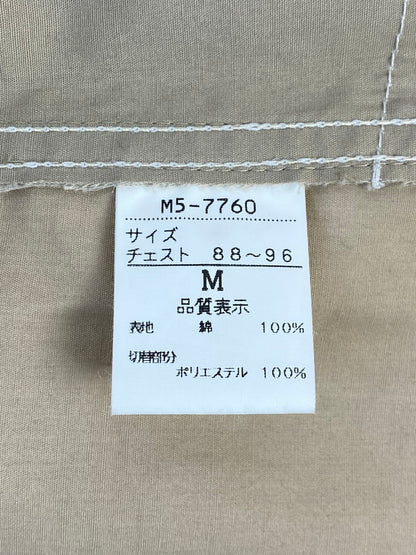 M5-7760
サイズ
チェスト 88〜96
M
品質表示
表地 綿 100%
切替部分
ポリエステル 100%